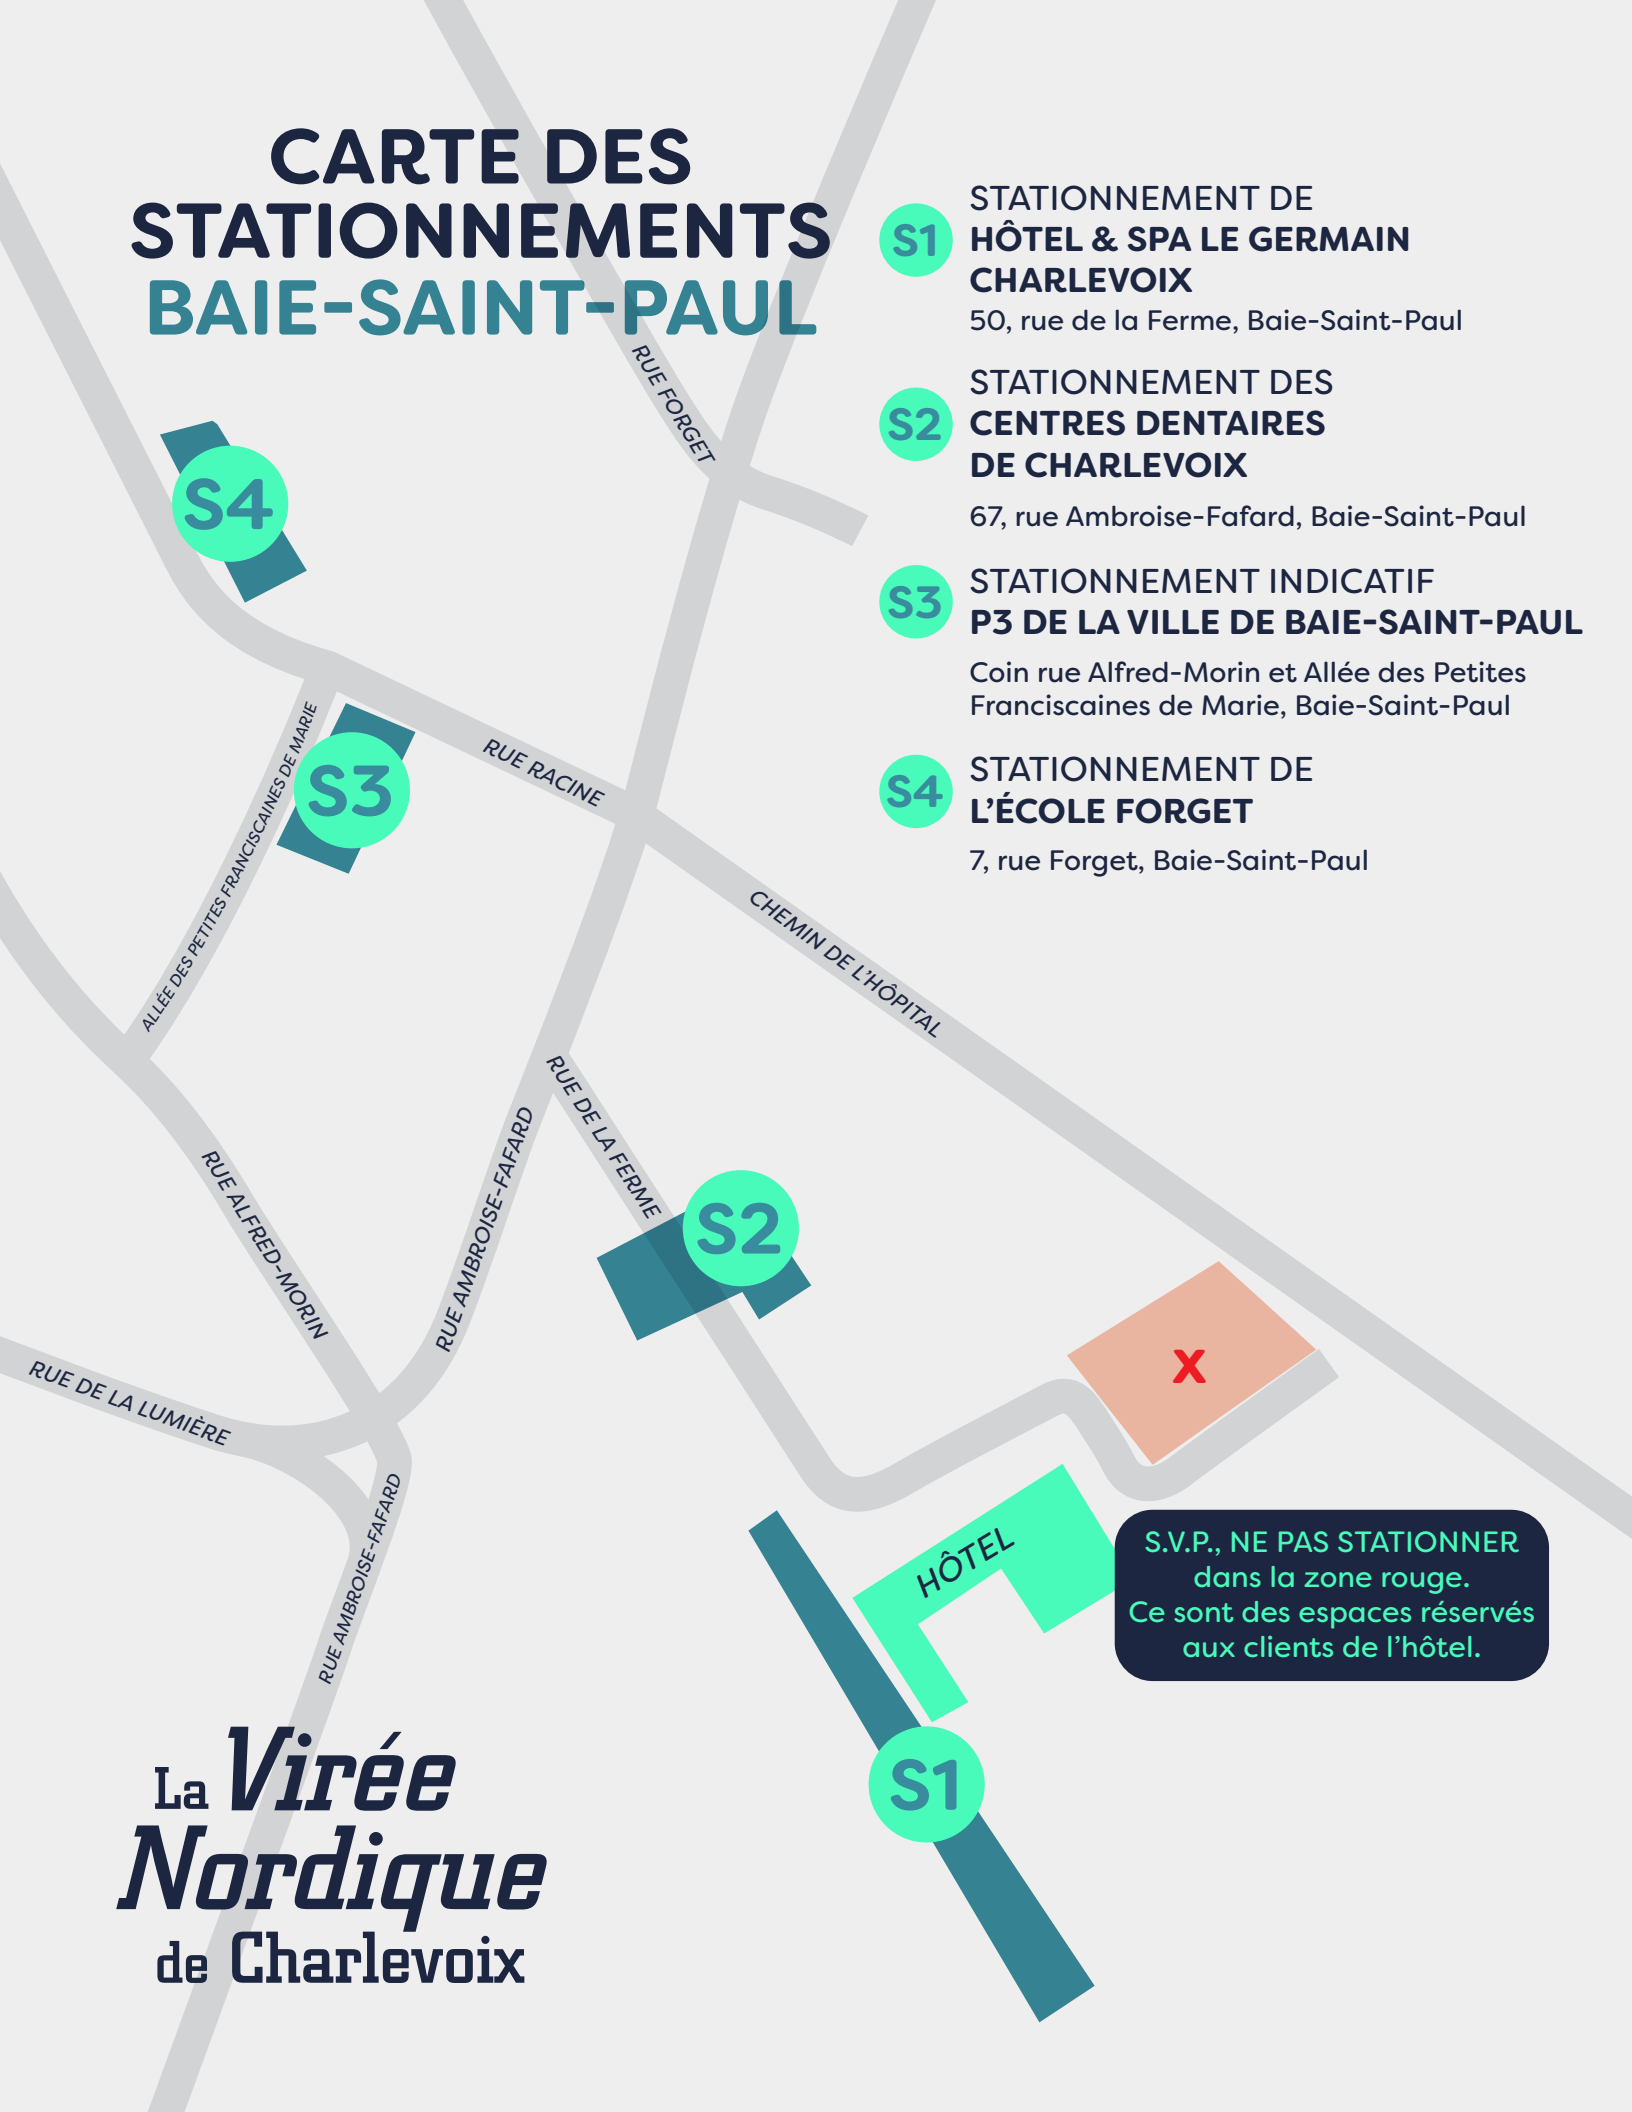 CARTE DES
STATIONNEMENTS
BAIE-SAINT-PAUL
S1
STATIONNEMENT DE
HÔTEL & SPA LE GERMAIN
CHARLEVOIX
50, rue de la Ferme, Baie-Saint-Paul
S2
STATIONNEMENT DES
CENTRES DENTAIRES
DE CHARLEVOIX
67, rue Ambroise-Fafard, Baie-Saint-Paul
S3
STATIONNEMENT INDICATIF
P3 DE LA VILLE DE BAIE-SAINT-PAUL
Coin rue Alfred-Morin et Allée des Petites
Franciscaines de Marie, Baie-Saint-Paul
S4
STATIONNEMENT DE
L'ÉCOLE FORGET
7, rue Forget, Baie-Saint-Paul
RUE FORGET
S4
S3
RUE RACINE
ALLÉE DES PETITES FRANCISCAINES DE MARIE
CHEMIN DE L'HÔPITAL
RUE DE LA FERME
RUE AMBROISE-FAFARD
RUE ALFRED-MORIN
S2
RUE DE LA LUMIÈRE
X
RUE AMBROISE-FAFARD
HÔTEL
S.V.P., NE PAS STATIONNER
dans la zone rouge.
Ce sont des espaces réservés
aux clients de l'hôtel.
S1
La Virée
Nordique
de Charlevoix